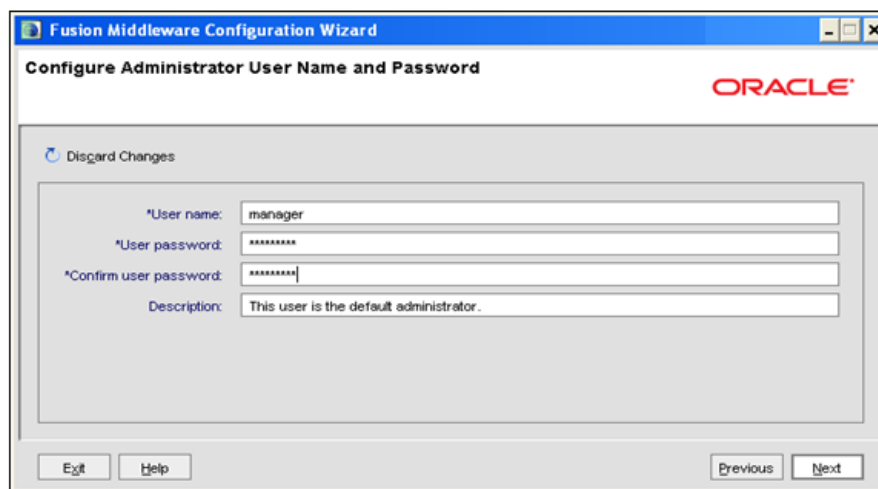 Fusion Middleware Configuration Wizard
Configure Administrator User Name and Password
ORACLE
Discard Changes
*User name: manager
*User password: *********
*Confirm user password: *********
Description: This user is the default administrator.
Exit Help Previous Next